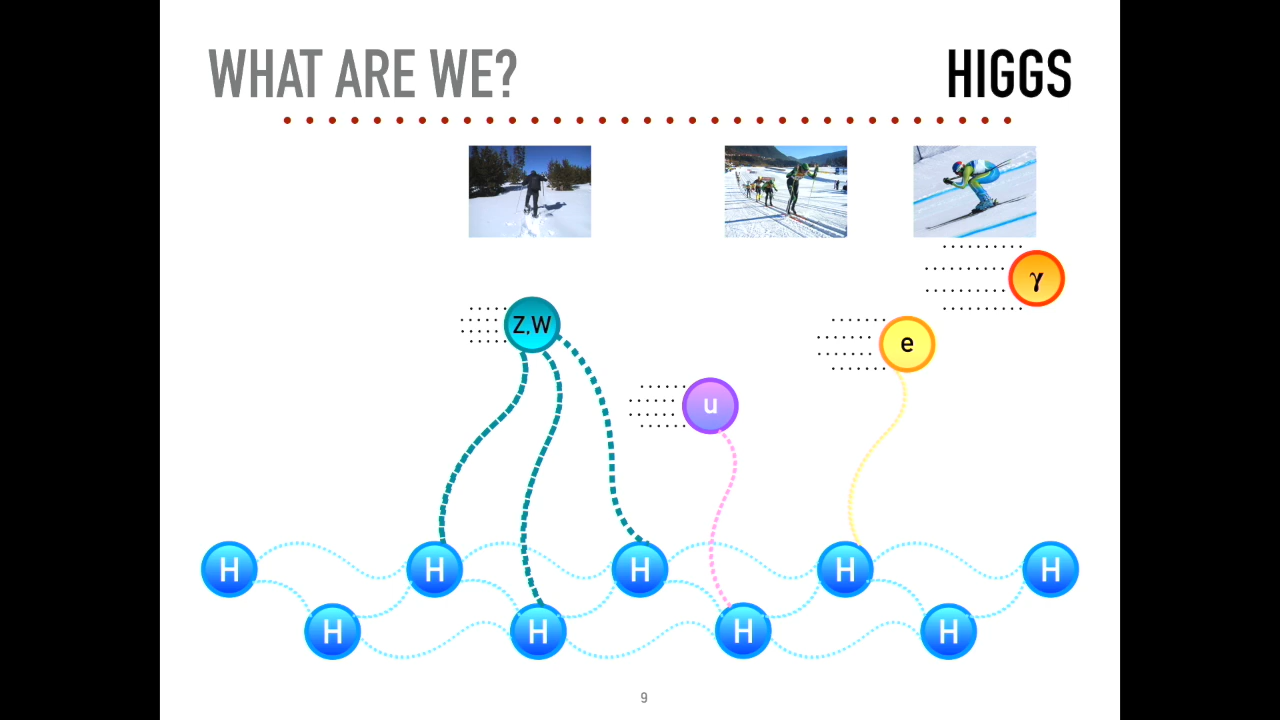 WHAT ARE WE?
HIGGS
γ
Z,W
e
u
H H H H H
H H H H
9